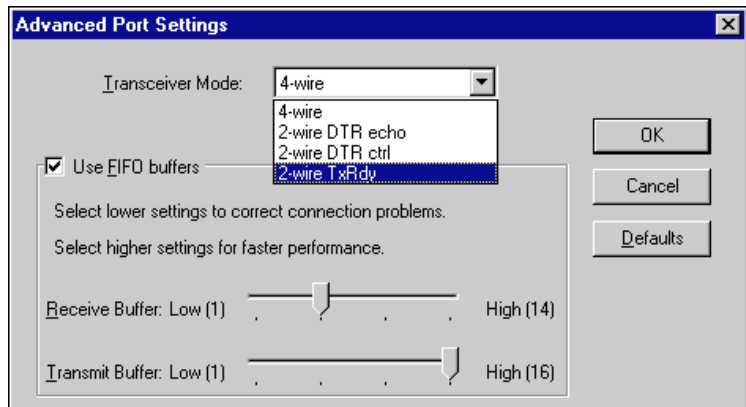 Advanced Port Settings
Transceiver Mode: 4-wire
4-wire
2-wire DTR echo
2-wire DTR ctrl
2-wire TxRdy
OK
Cancel
Defaults
Use FIFO buffers
Select lower settings to correct connection problems.
Select higher settings for faster performance.
Receive Buffer: Low (1) High (14)
Transmit Buffer: Low (1) High (16)